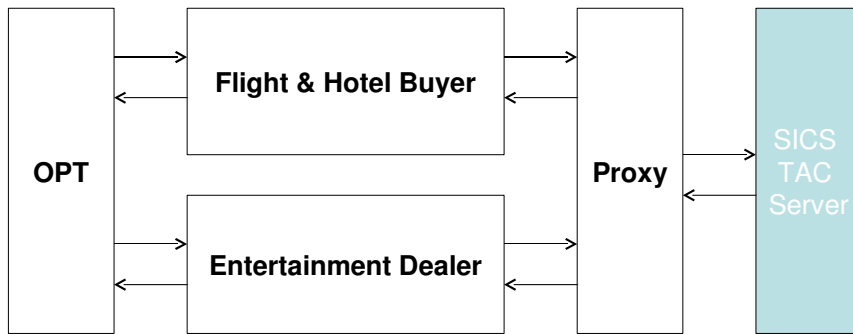 OPT
Flight & Hotel Buyer
Entertainment Dealer
Proxy
SICS
TAC
Server